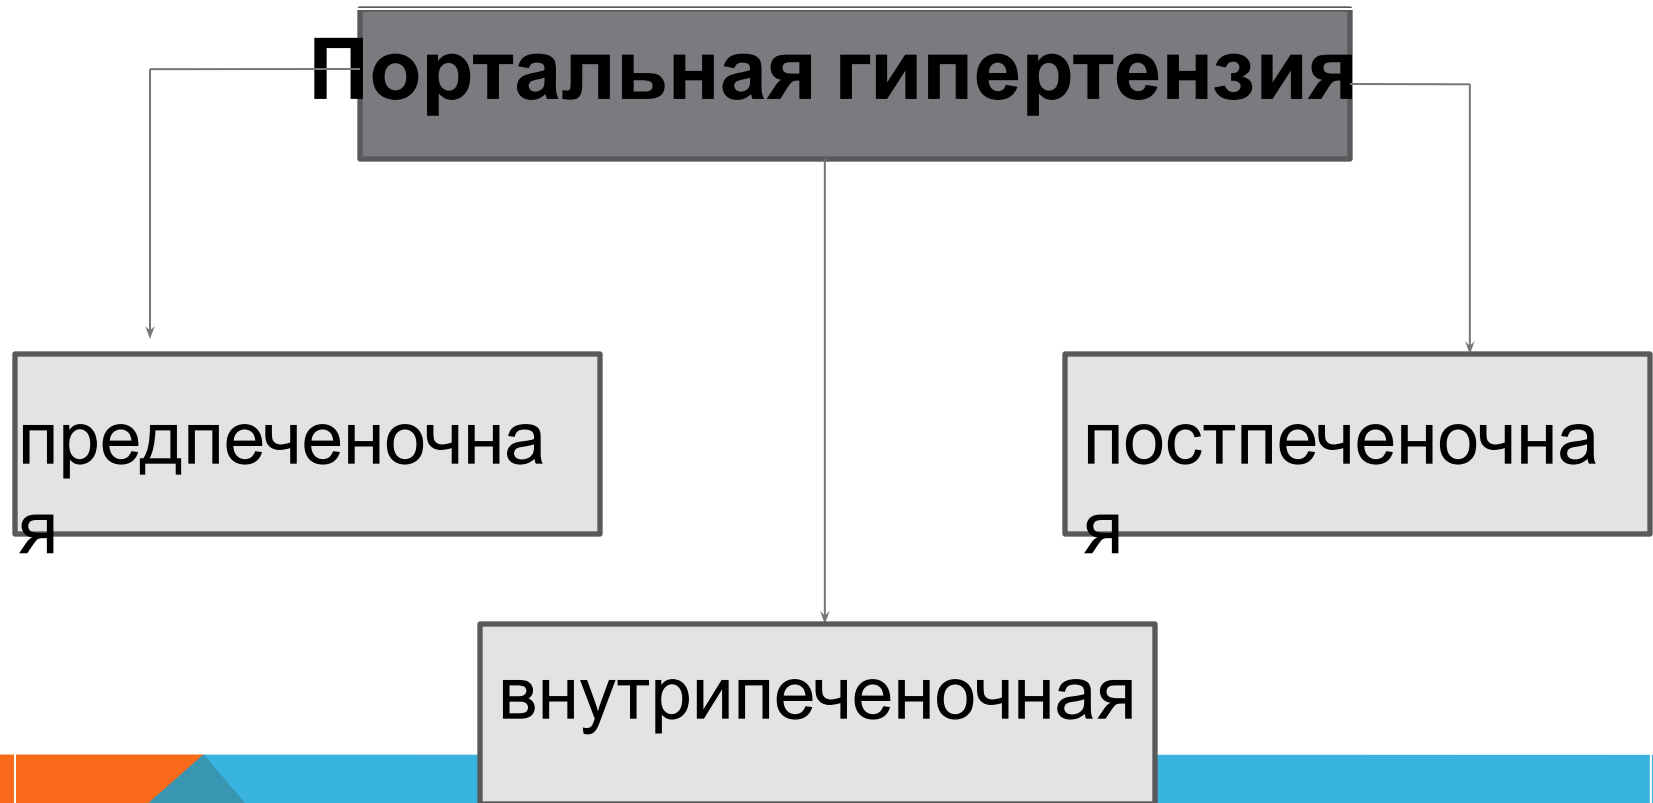 Портальная гипертензия
предпеченочна
я
постпеченочна
я
внутрипеченочная